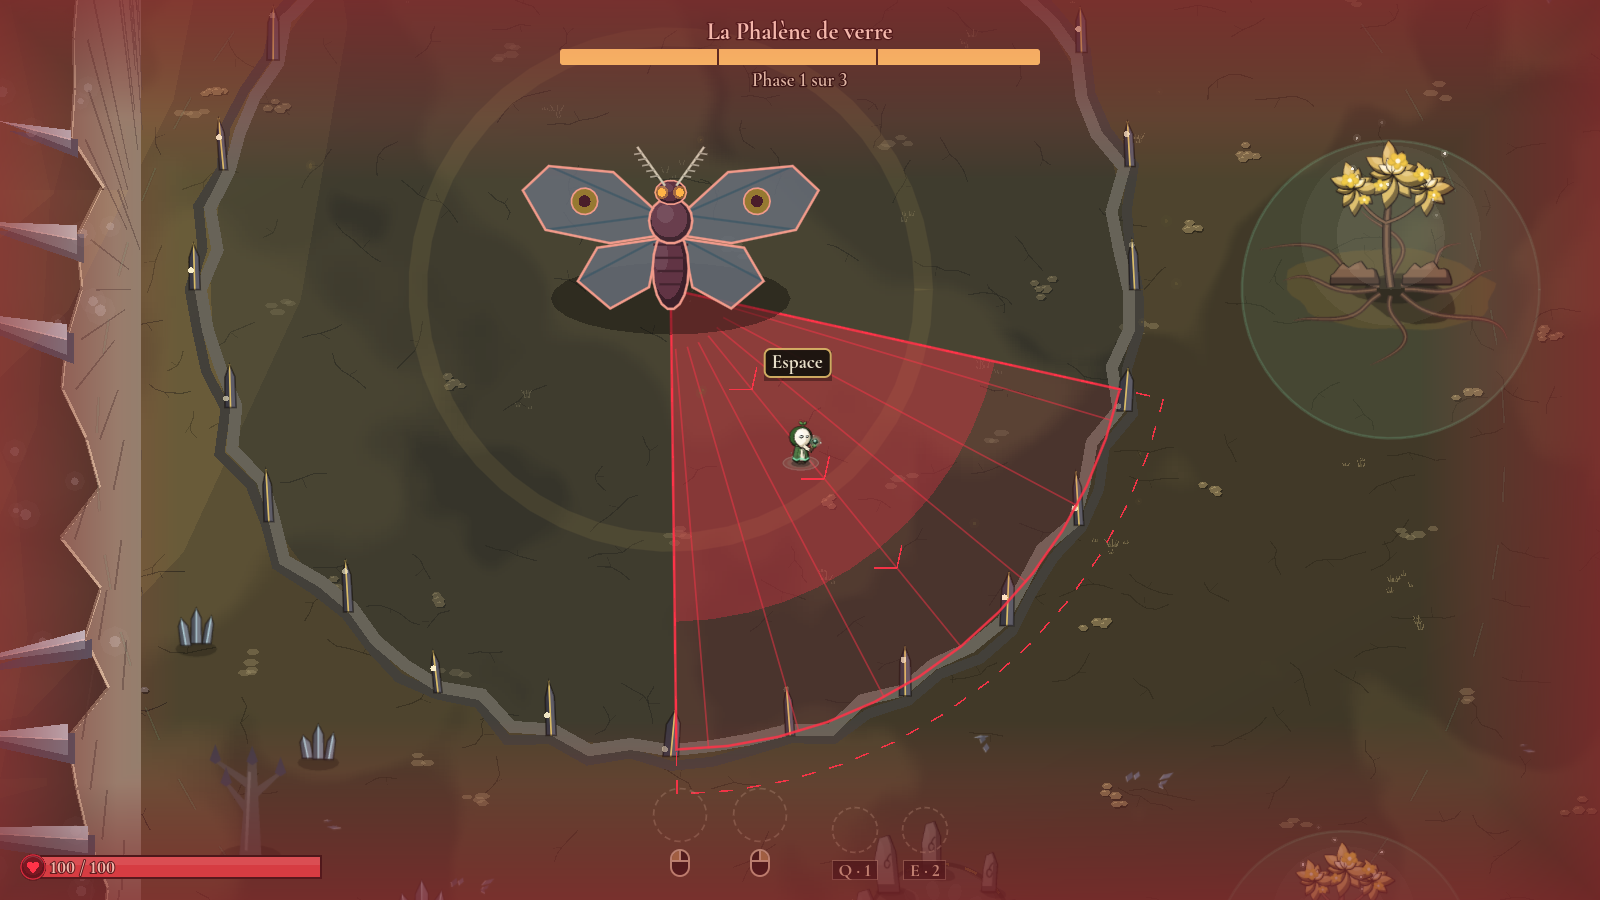 La Phalène de verre
Phase 1 sur 3
Espace
100 / 100
Q · 1
E · 2